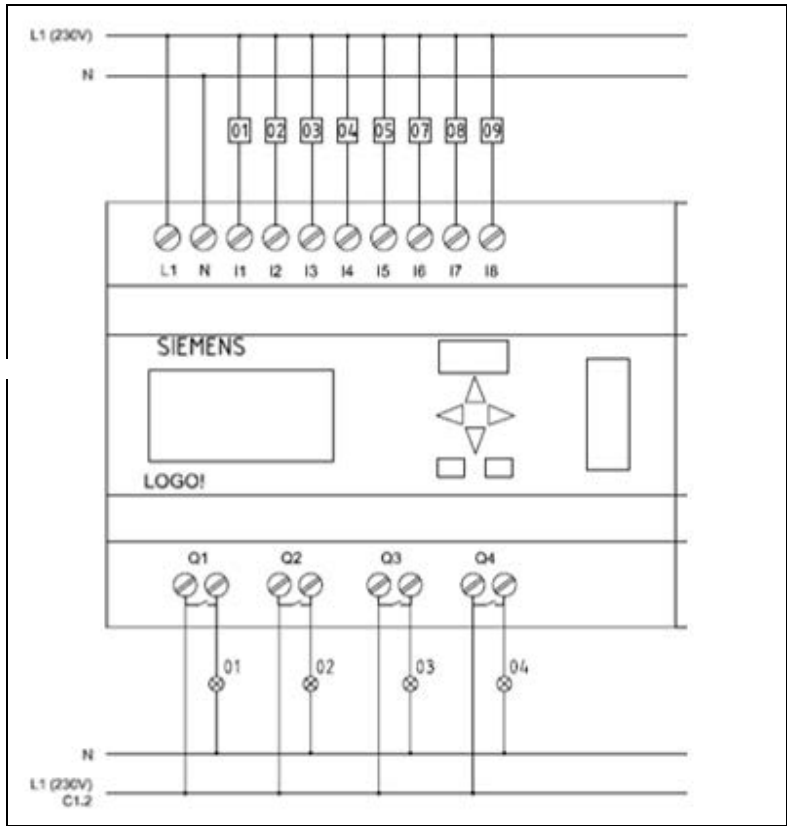 L1 (230V)
N
01 02 03 04 05 07 08 09
L1 N I1 I2 I3 I4 I5 I6 I7 I8
SIEMENS
LOGO!
Q1 Q2 Q3 Q4
01 02 03 04
N
L1 (230V)
C1.2